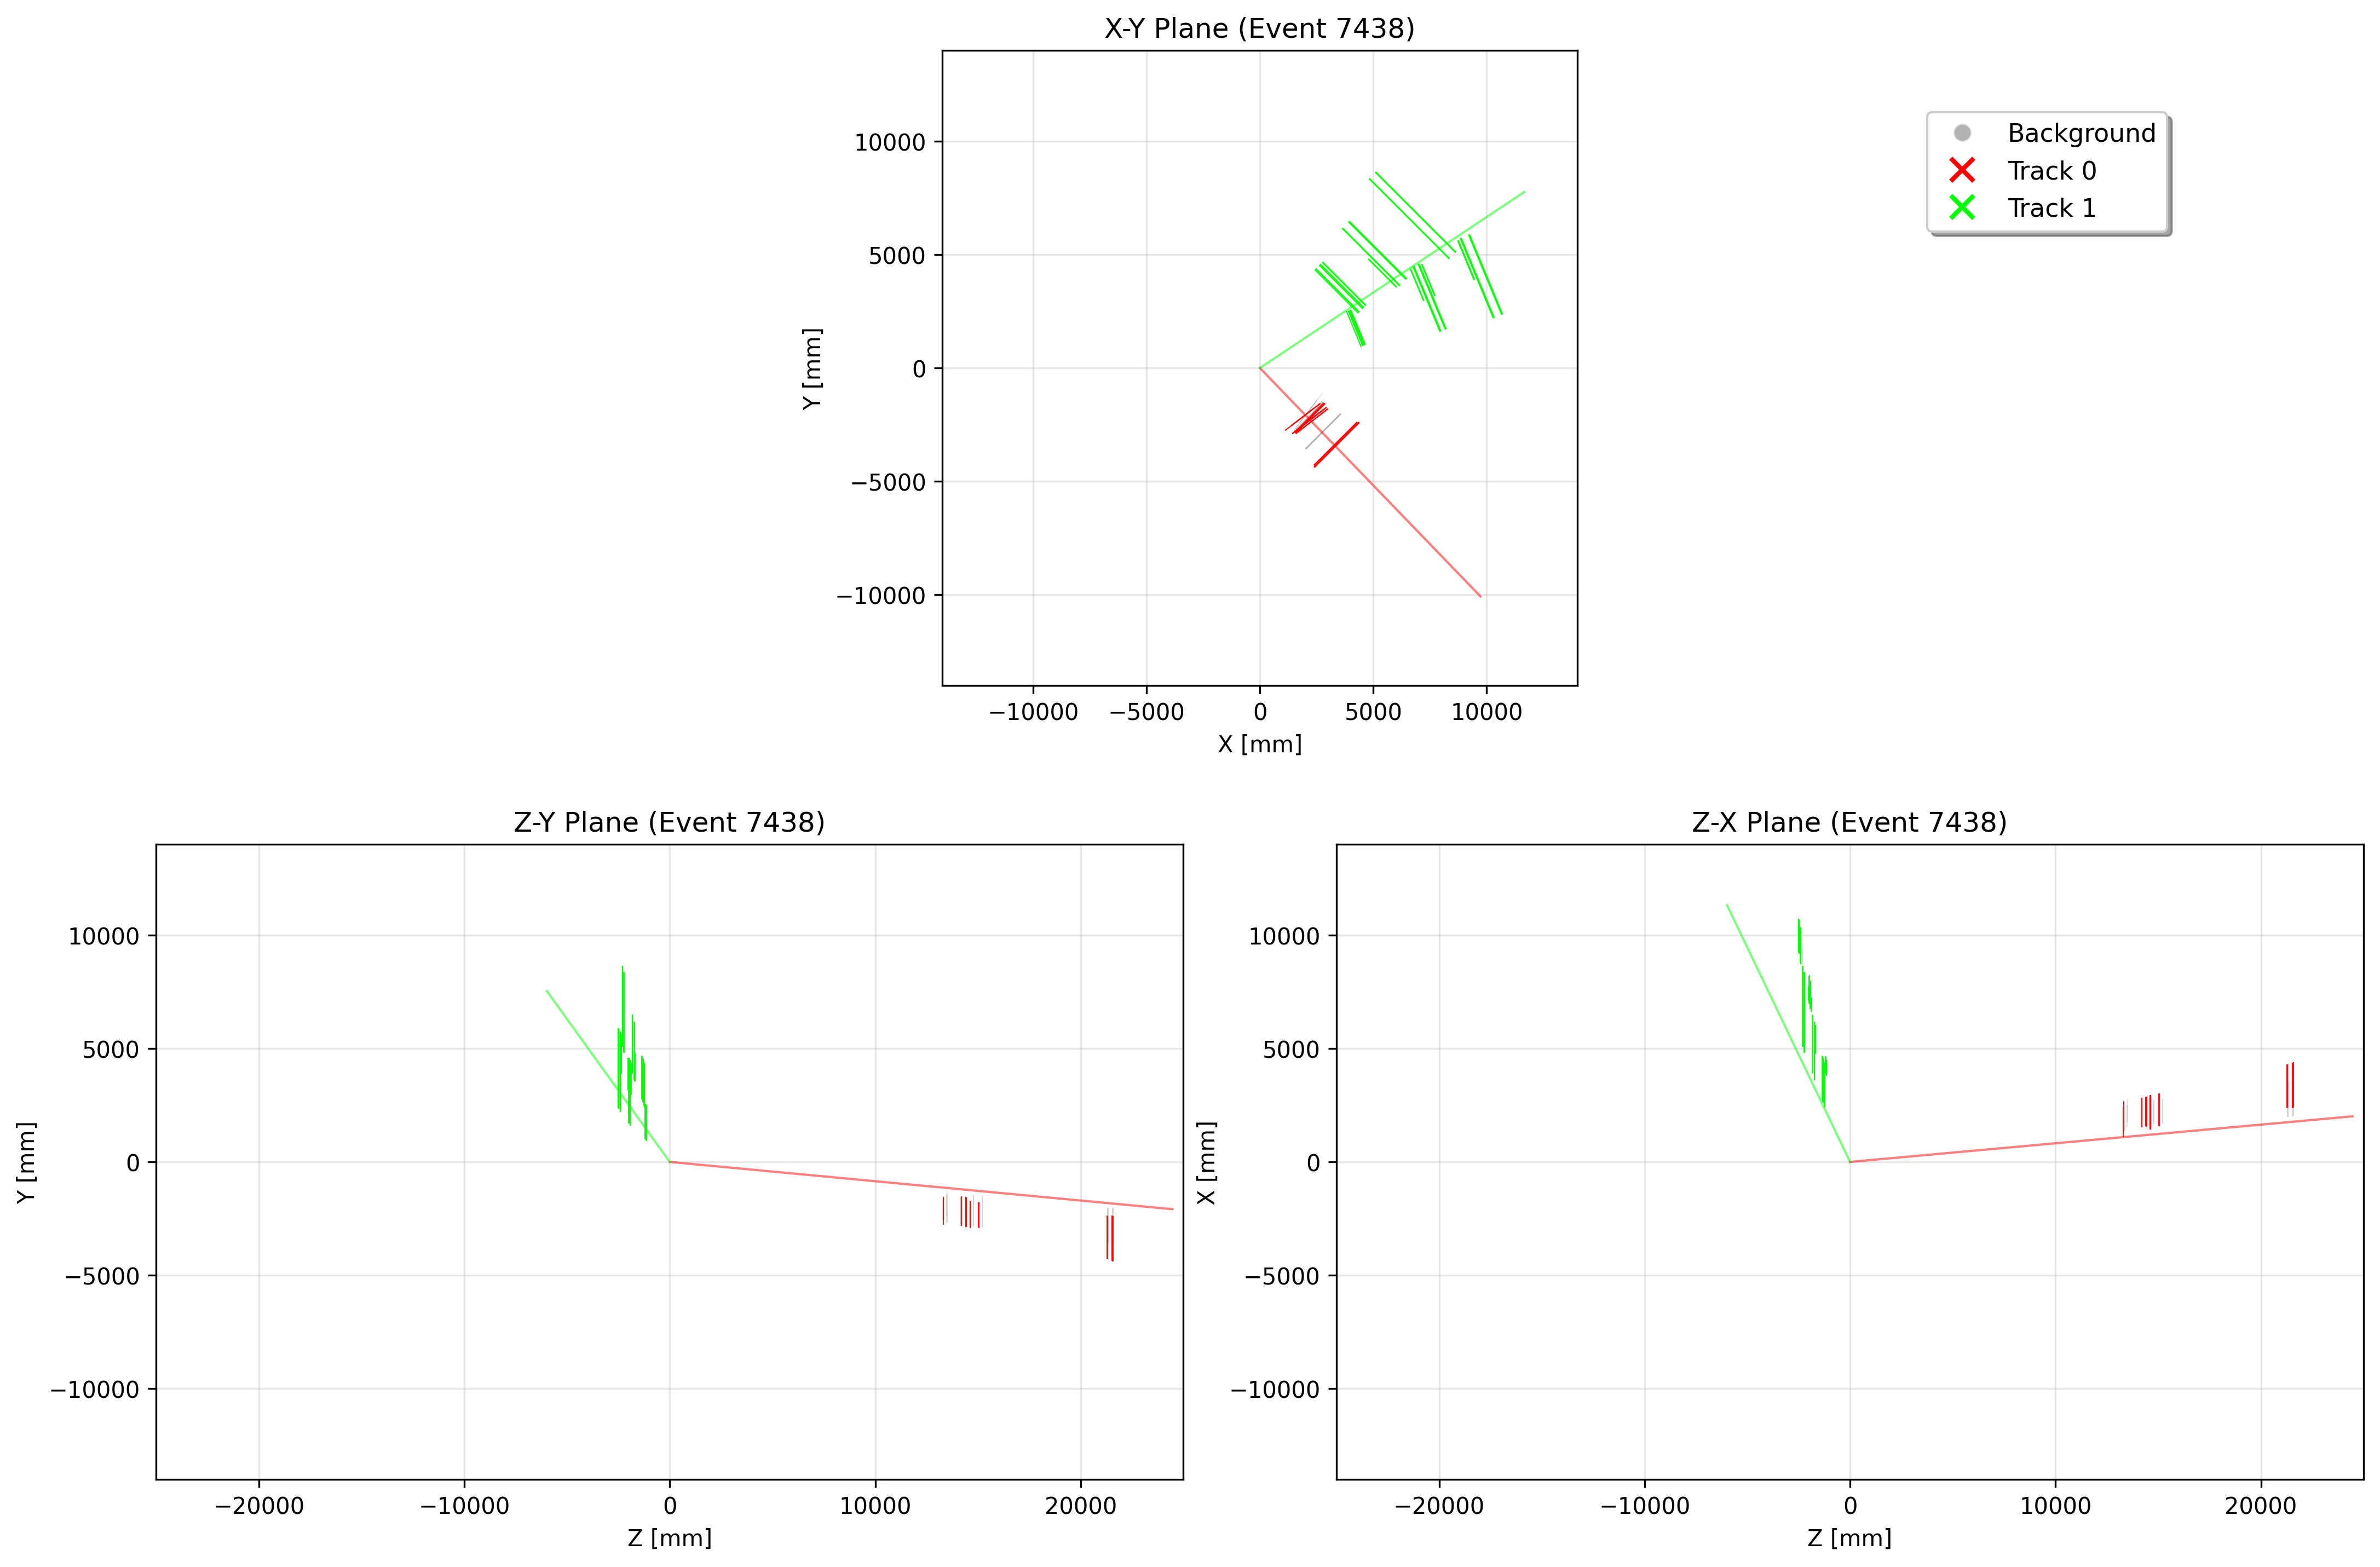 X-Y Plane (Event 7438)
10000
5000
0
−5000
−10000
Y [mm]
−10000 −5000 0 5000 10000
X [mm]
Background
Track 0
Track 1
Z-Y Plane (Event 7438)
10000
5000
0
−5000
−10000
Y [mm]
−20000 −10000 0 10000 20000
Z [mm]
Z-X Plane (Event 7438)
10000
5000
0
−5000
−10000
X [mm]
−20000 −10000 0 10000 20000
Z [mm]